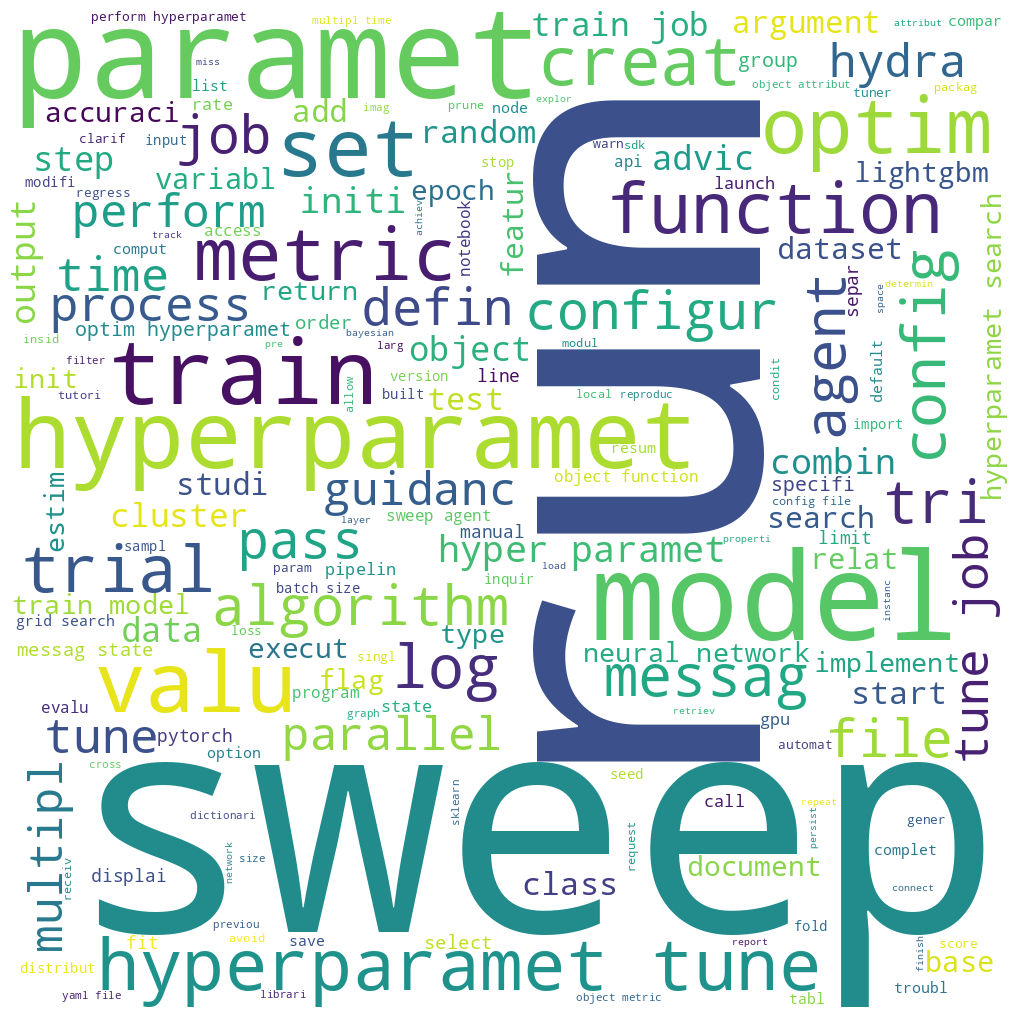 perform hyperparamet
multipl time
train job
argument
attribut
compar
paramet
creat
group
hydra
miss
list
object attribut
tuner
packag
accuraci
rate
add
imag
prune
node
explor
optim
clarif
input
job
set
random
warn
sdk
api
advic
step
stop
lightgbm
modifi
regress
variabl
initi
epoch
launch
function
perform
access
achiev
notebook
featur
output
track
metric
dataset
hyperparamet search
comput
time
return
separ
determin
space
config
process
defin
configur
agent
insid
optim hyperparamet
order
bayesian
pre
larg
object
modul
default
filter
train
init
tutori
version
built
line
allow
test
local
reproduc
condit
import
run
hyperparamet
resum
combin
studi
guidanc
object function
specifi
config file
tri
estim
cluster
layer
sweep agent
manual
search
sampl
pass
hyper paramet
properti
limit
relat
trial
param
pipelin
batch size
inquir
load
job
train model
algorithm
model
instanc
grid search
data
loss
type
messag state
execut
singl
log
neural network
implement
valu
flag
messag
start
evalu
program
state
graph
retriev
tune job
tune
pytorch
option
parallel
gpu
automat
file
cross
sweep
seed
multipl
dictionari
sklearn
call
repeat
persist
gener
request
receiv
displai
network
size
document
complet
class
connect
previou
fit
avoid
save
select
fold
report
finish
score
distribut
hyperparamet tune
base
yaml file
librari
object metric
tabl
troubl